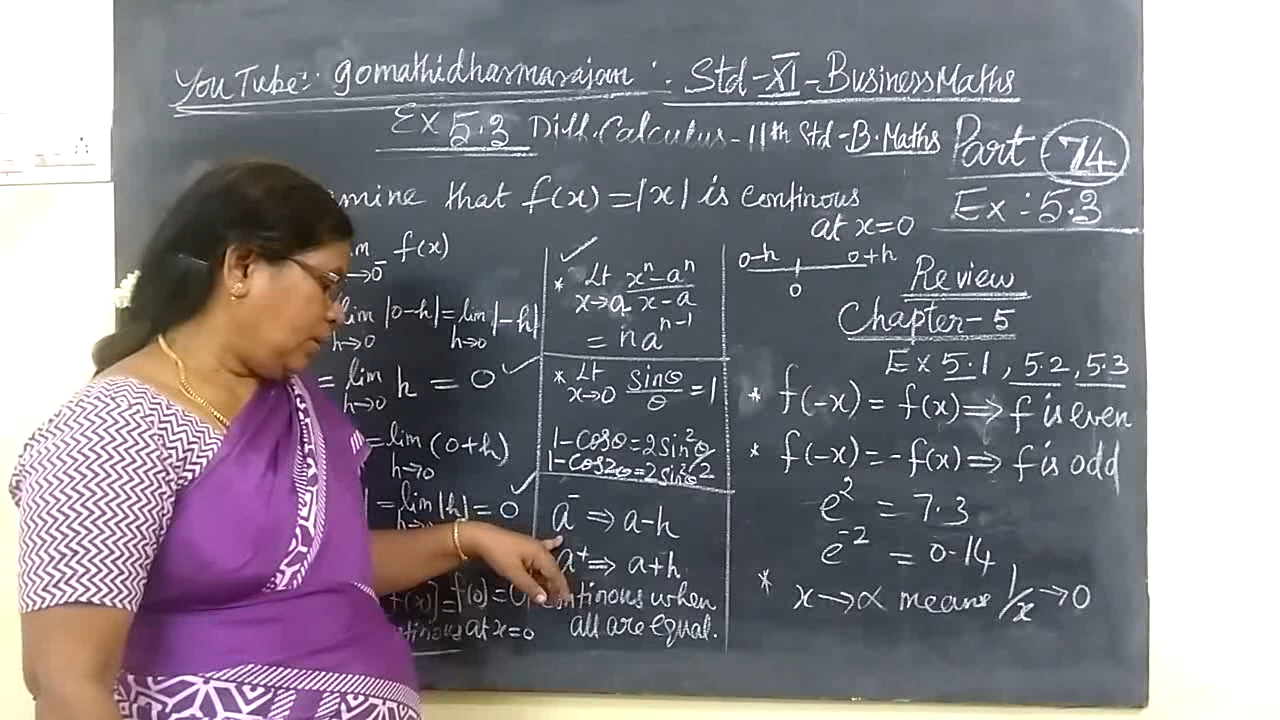 YouTube:- gomathidharmarajan :- Std-XI-BusinessMaths
Ex 5.3 Diff.Calculus-11th Std-B.Maths Part-74
mine that f(x)=|x| is continous
at x=0
Ex:5.3
→0⁻ f(x)
lim h→0 |0-h|=lim h→0 |-h|
= lim h→0 h = 0 ✓
=lim h→0 (0+h)
|=lim h→0 |h|=0 ✓
f(x)]=f(0)=0
at x=0
✓
* Lt x→a xⁿ-aⁿ/x-a
= naⁿ⁻¹
* Lt x→0 sinθ/θ=1
1-cosθ=2sin²θ/2
1-cos2θ=2sin²θ
a⁻ ⇒ a-h
a⁺ ⇒ a+h
continous when
all are equal.
0-h 0+h
0
Review
Chapter-5
Ex 5.1, 5.2, 5.3
* f(-x) = f(x) ⇒ f is even
* f(-x) = -f(x) ⇒ f is odd
e² = 7.3
e⁻² = 0.14
* x→∝ means 1/x→0